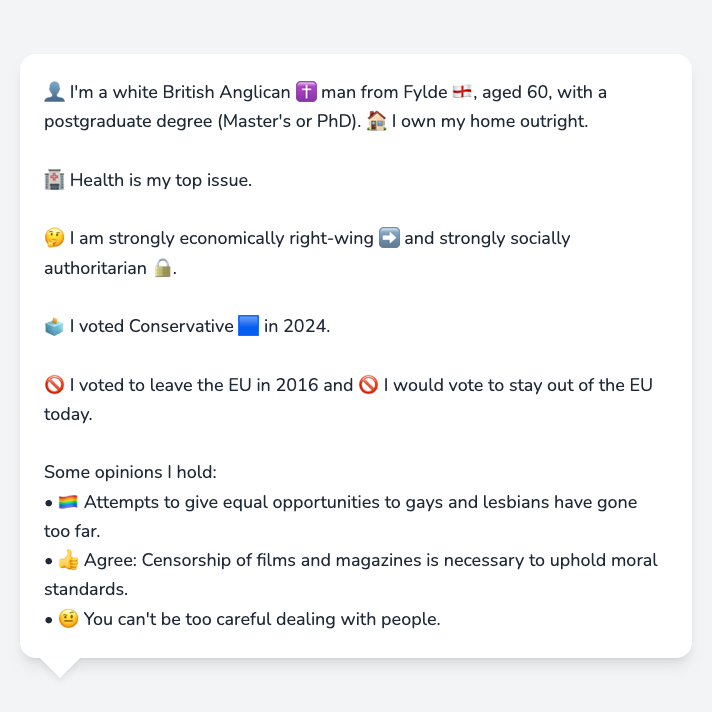 👤 I'm a white British Anglican ✝️ man from Fylde 🏴󠁧󠁢󠁥󠁮󠁧󠁿, aged 60, with a
postgraduate degree (Master's or PhD). 🏠 I own my home outright.
🏥 Health is my top issue.
🤔 I am strongly economically right-wing ➡️ and strongly socially
authoritarian 🔒.
🗳️ I voted Conservative 🟦 in 2024.
🚫 I voted to leave the EU in 2016 and 🚫 I would vote to stay out of the EU
today.
Some opinions I hold:
• 🏳️‍🌈 Attempts to give equal opportunities to gays and lesbians have gone
too far.
• 👍 Agree: Censorship of films and magazines is necessary to uphold moral
standards.
• 🤨 You can't be too careful dealing with people.